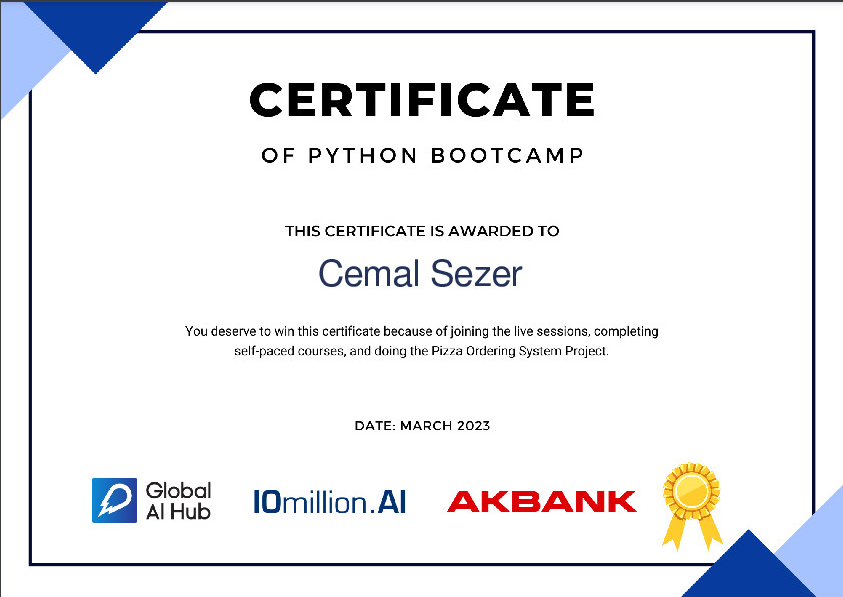 CERTIFICATE
OF PYTHON BOOTCAMP
THIS CERTIFICATE IS AWARDED TO
Cemal Sezer
You deserve to win this certificate because of joining the live sessions, completing
self-paced courses, and doing the Pizza Ordering System Project.
DATE: MARCH 2023
Global
AI Hub
10million.AI
AKBANK